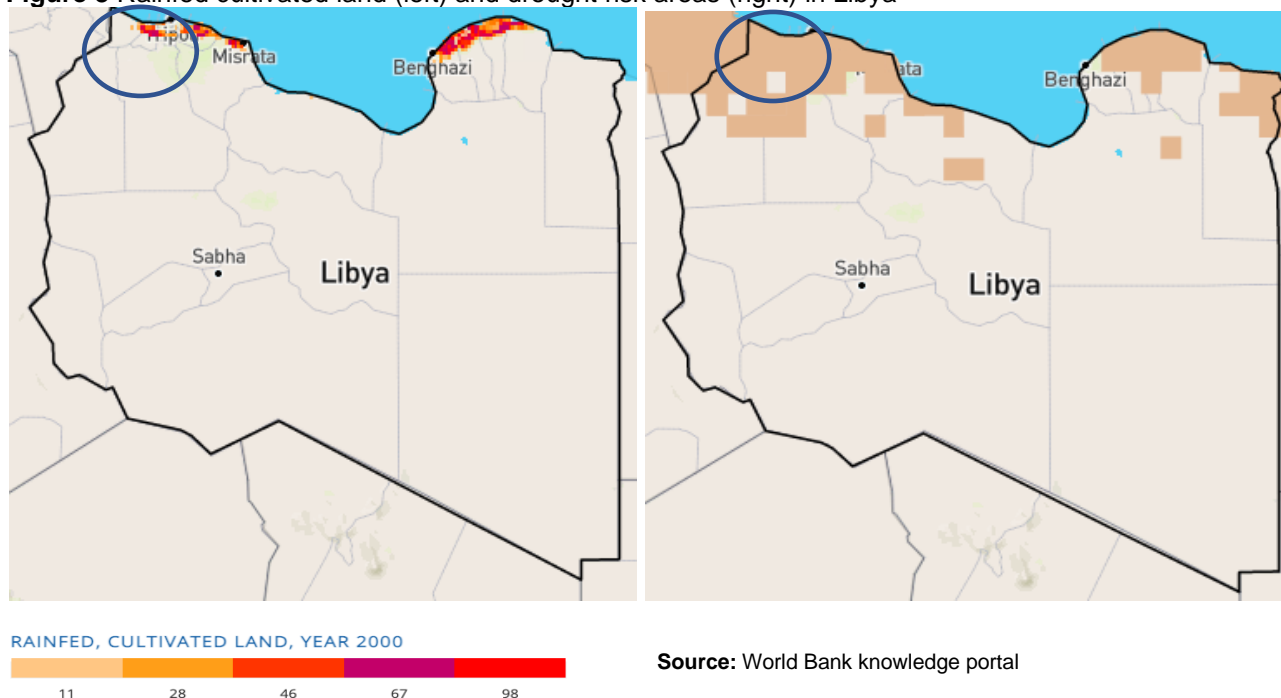 Rainfed cultivated land (left) and drought risk areas (right) in Libya
Misrata
Benghazi
Sabha
Libya
Benghazi
Sabha
Libya
RAINFED, CULTIVATED LAND, YEAR 2000
11 28 46 67 98
Source: World Bank knowledge portal